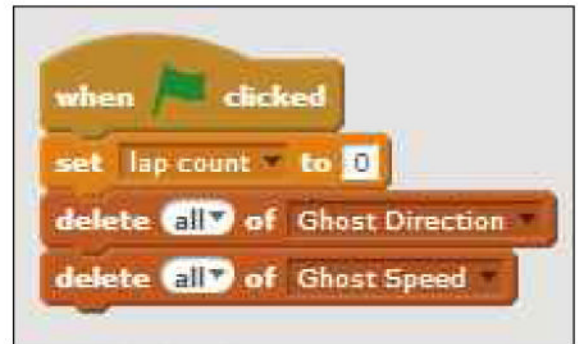 when clicked
set lap count to 0
delete all of Ghost Direction
delete all of Ghost Speed